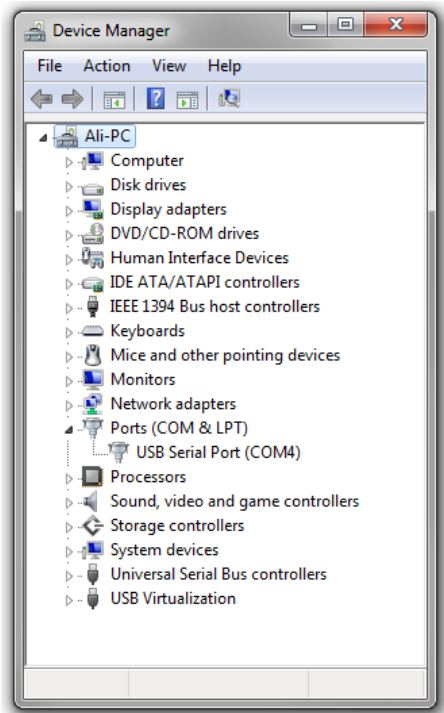 Device Manager
File Action View Help
Ali-PC
Computer
Disk drives
Display adapters
DVD/CD-ROM drives
Human Interface Devices
IDE ATA/ATAPI controllers
IEEE 1394 Bus host controllers
Keyboards
Mice and other pointing devices
Monitors
Network adapters
Ports (COM & LPT)
USB Serial Port (COM4)
Processors
Sound, video and game controllers
Storage controllers
System devices
Universal Serial Bus controllers
USB Virtualization